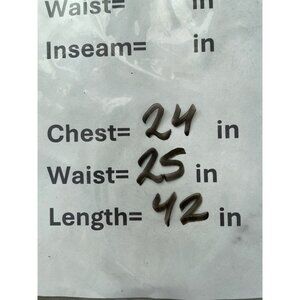 Waist= in
Inseam= in
Chest= 24 in
Waist= 25 in
Length= 42 in